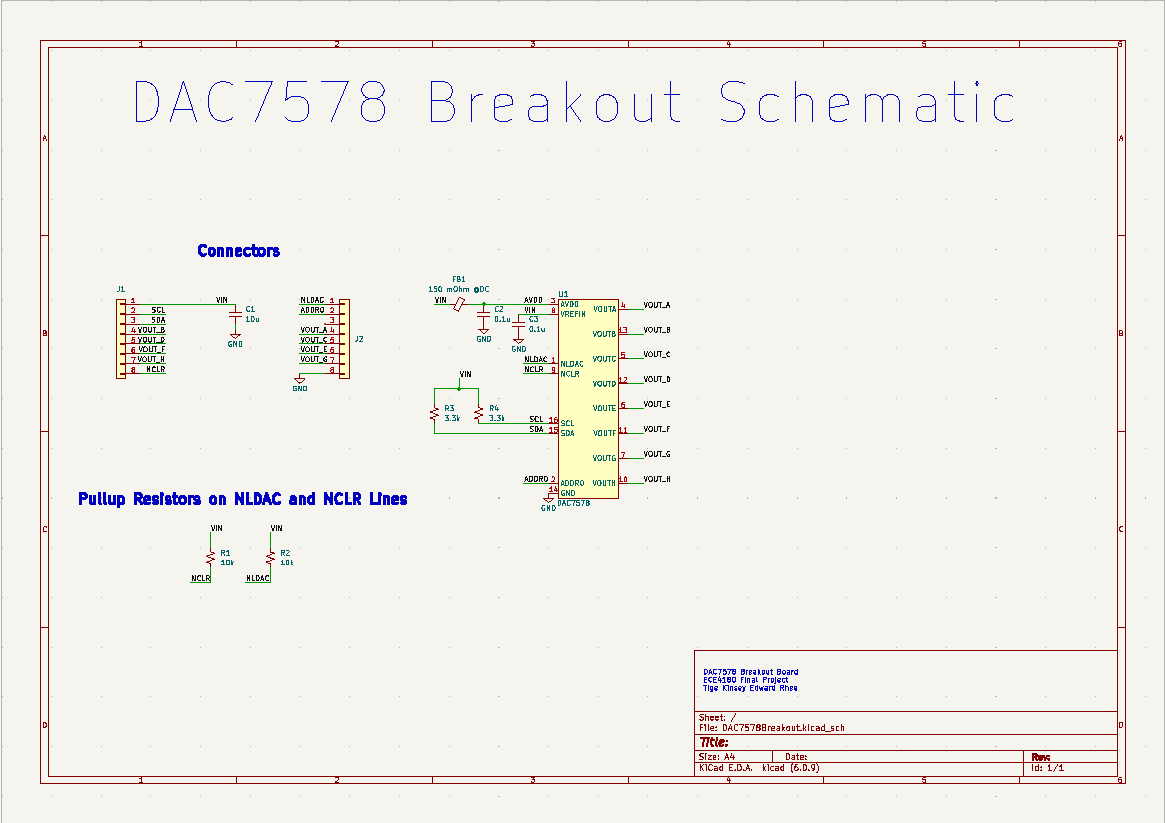 1 2 3 4 5 6
DAC7578 Breakout Schematic
A A
Connectors
J1
1 VIN
2 SCL
3 SDA
4 VOUT_B
5 VOUT_D
6 VOUT_F
7 VOUT_H
8 NCLR
C1
10u
GND
NLDAC 1
ADDR0 2
3
VOUT_A 4
VOUT_C 5
VOUT_E 6
VOUT_G 7
8
J2
GND
FB1
150 mOhm @DC
VIN
AVDD 3
VIN 8
C2
0.1u
GND
C3
0.1u
GND
NLDAC 1
NCLR 9
VIN
R3
3.3k
R4
3.3k
SCL 16
SDA 15
ADDR0 2
14
GND
U1
AVDD
VREFIN
NLDAC
NCLR
SCL
SDA
ADDR0
GND
DAC7578
VOUTA 4 VOUT_A
VOUTB 13 VOUT_B
VOUTC 5 VOUT_C
VOUTD 12 VOUT_D
VOUTE 6 VOUT_E
VOUTF 11 VOUT_F
VOUTG 7 VOUT_G
VOUTH 10 VOUT_H
B B
Pullup Resistors on NLDAC and NCLR Lines
VIN
R1
10k
NCLR
VIN
R2
10k
NLDAC
C C
DAC7578 Breakout Board
ECE4180 Final Project
Tige Kinsey Edward Rhee
Sheet: /
File: DAC7578Breakout.kicad_sch
Title:
Size: A4 Date: Rev:
KiCad E.D.A. kicad (6.0.9) Id: 1/1
D D
1 2 3 4 5 6